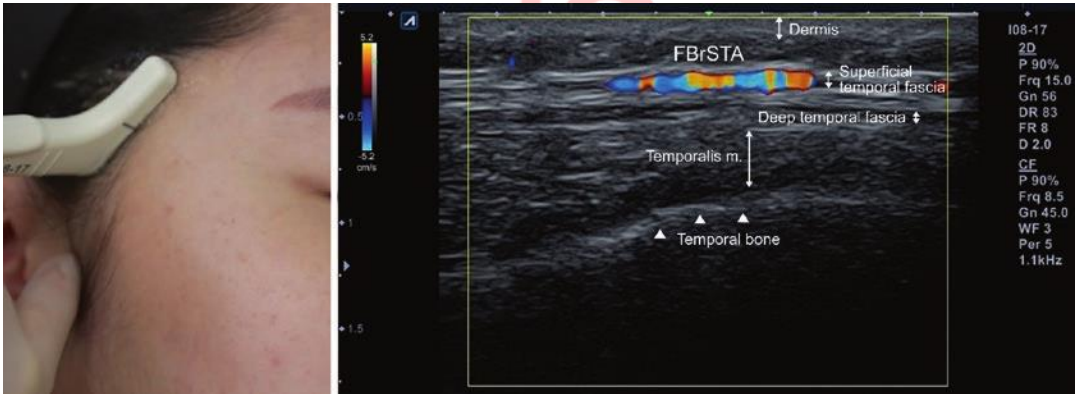 5.2
-5.2
cm/s
0.5
1
1.5
A
Dermis
FBrSTA
Superficial
temporal fascia
Deep temporal fascia
Temporalis m.
Temporal bone
I08-17
2D
P 90%
Frq 15.0
Gn 56
DR 83
FR 8
D 2.0
CF
P 90%
Frq 8.5
Gn 45.0
WF 3
Per 5
1.1kHz